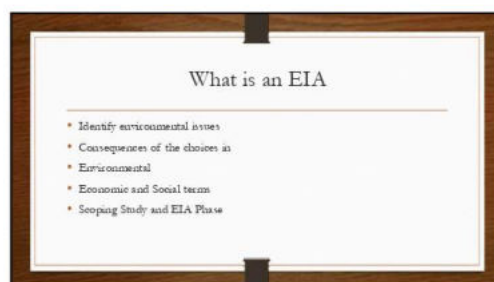 What is an EIA
• Identify environmental issues
• Consequences of the choices in
• Environmental
• Economic and Social terms
• Scoping Study and EIA Phase